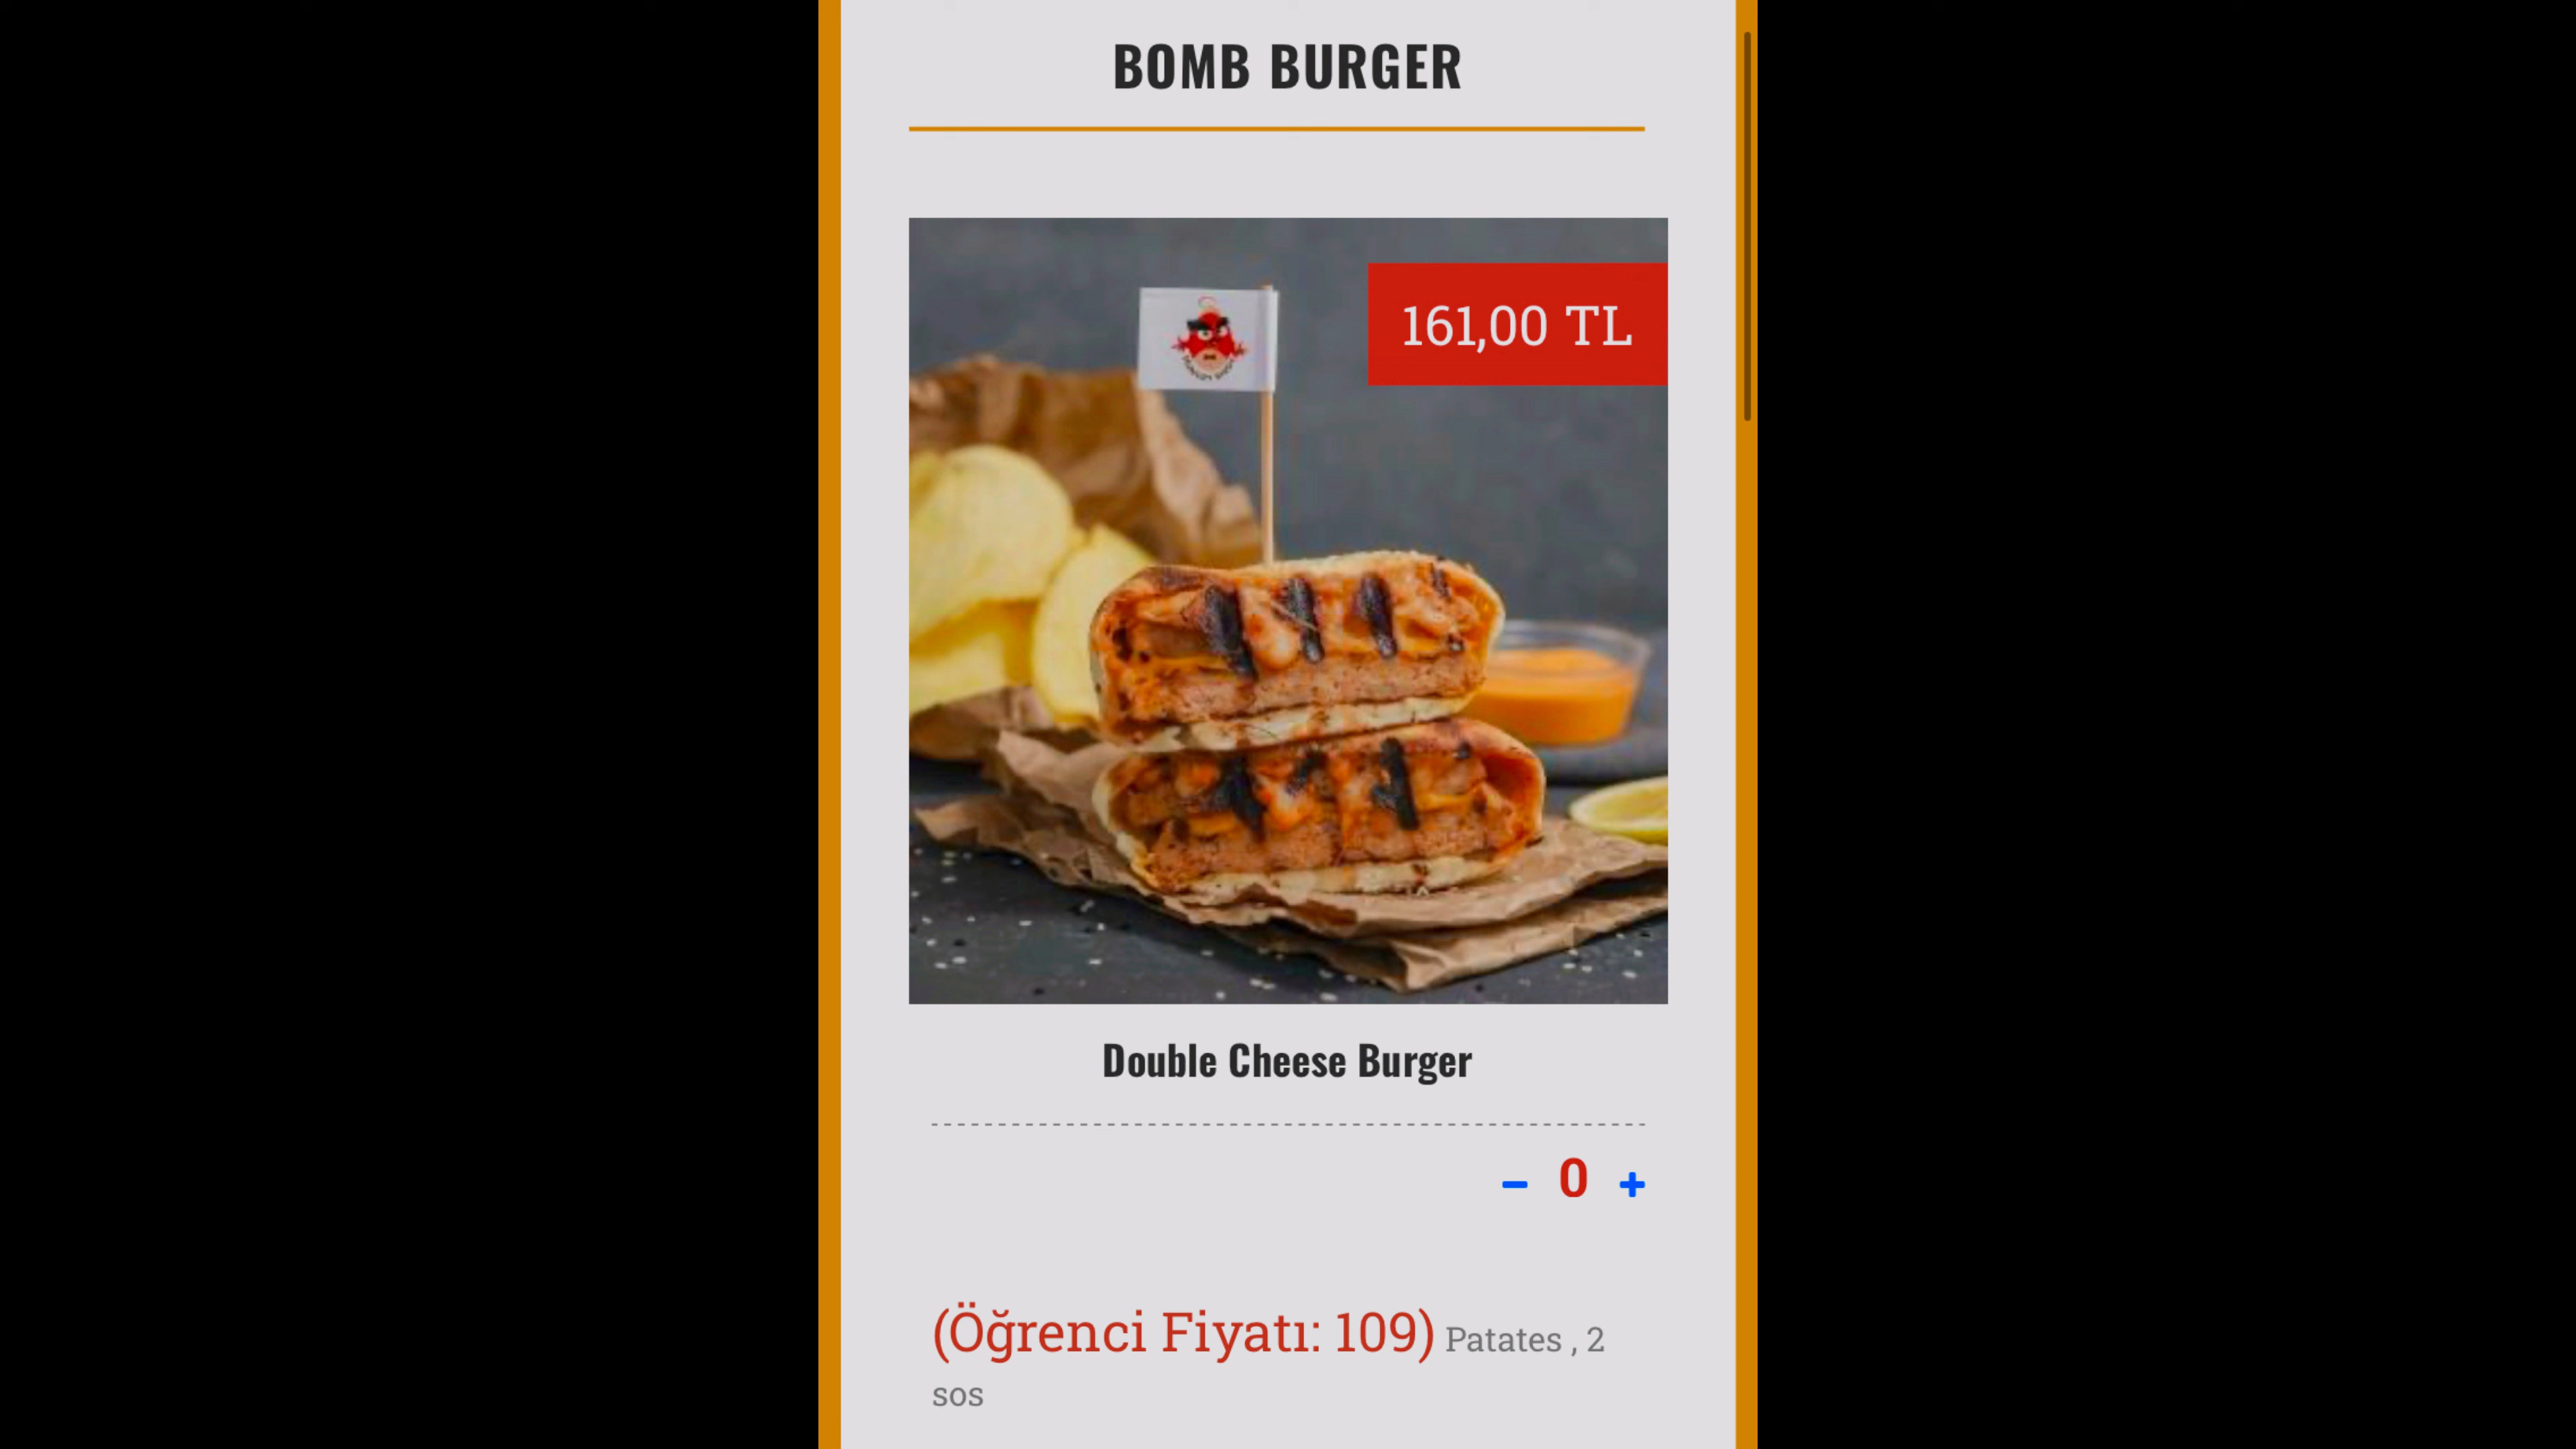 BOMB BURGER
161,00 TL
Double Cheese Burger
- 0 +
(Öğrenci Fiyatı: 109) Patates , 2
sos